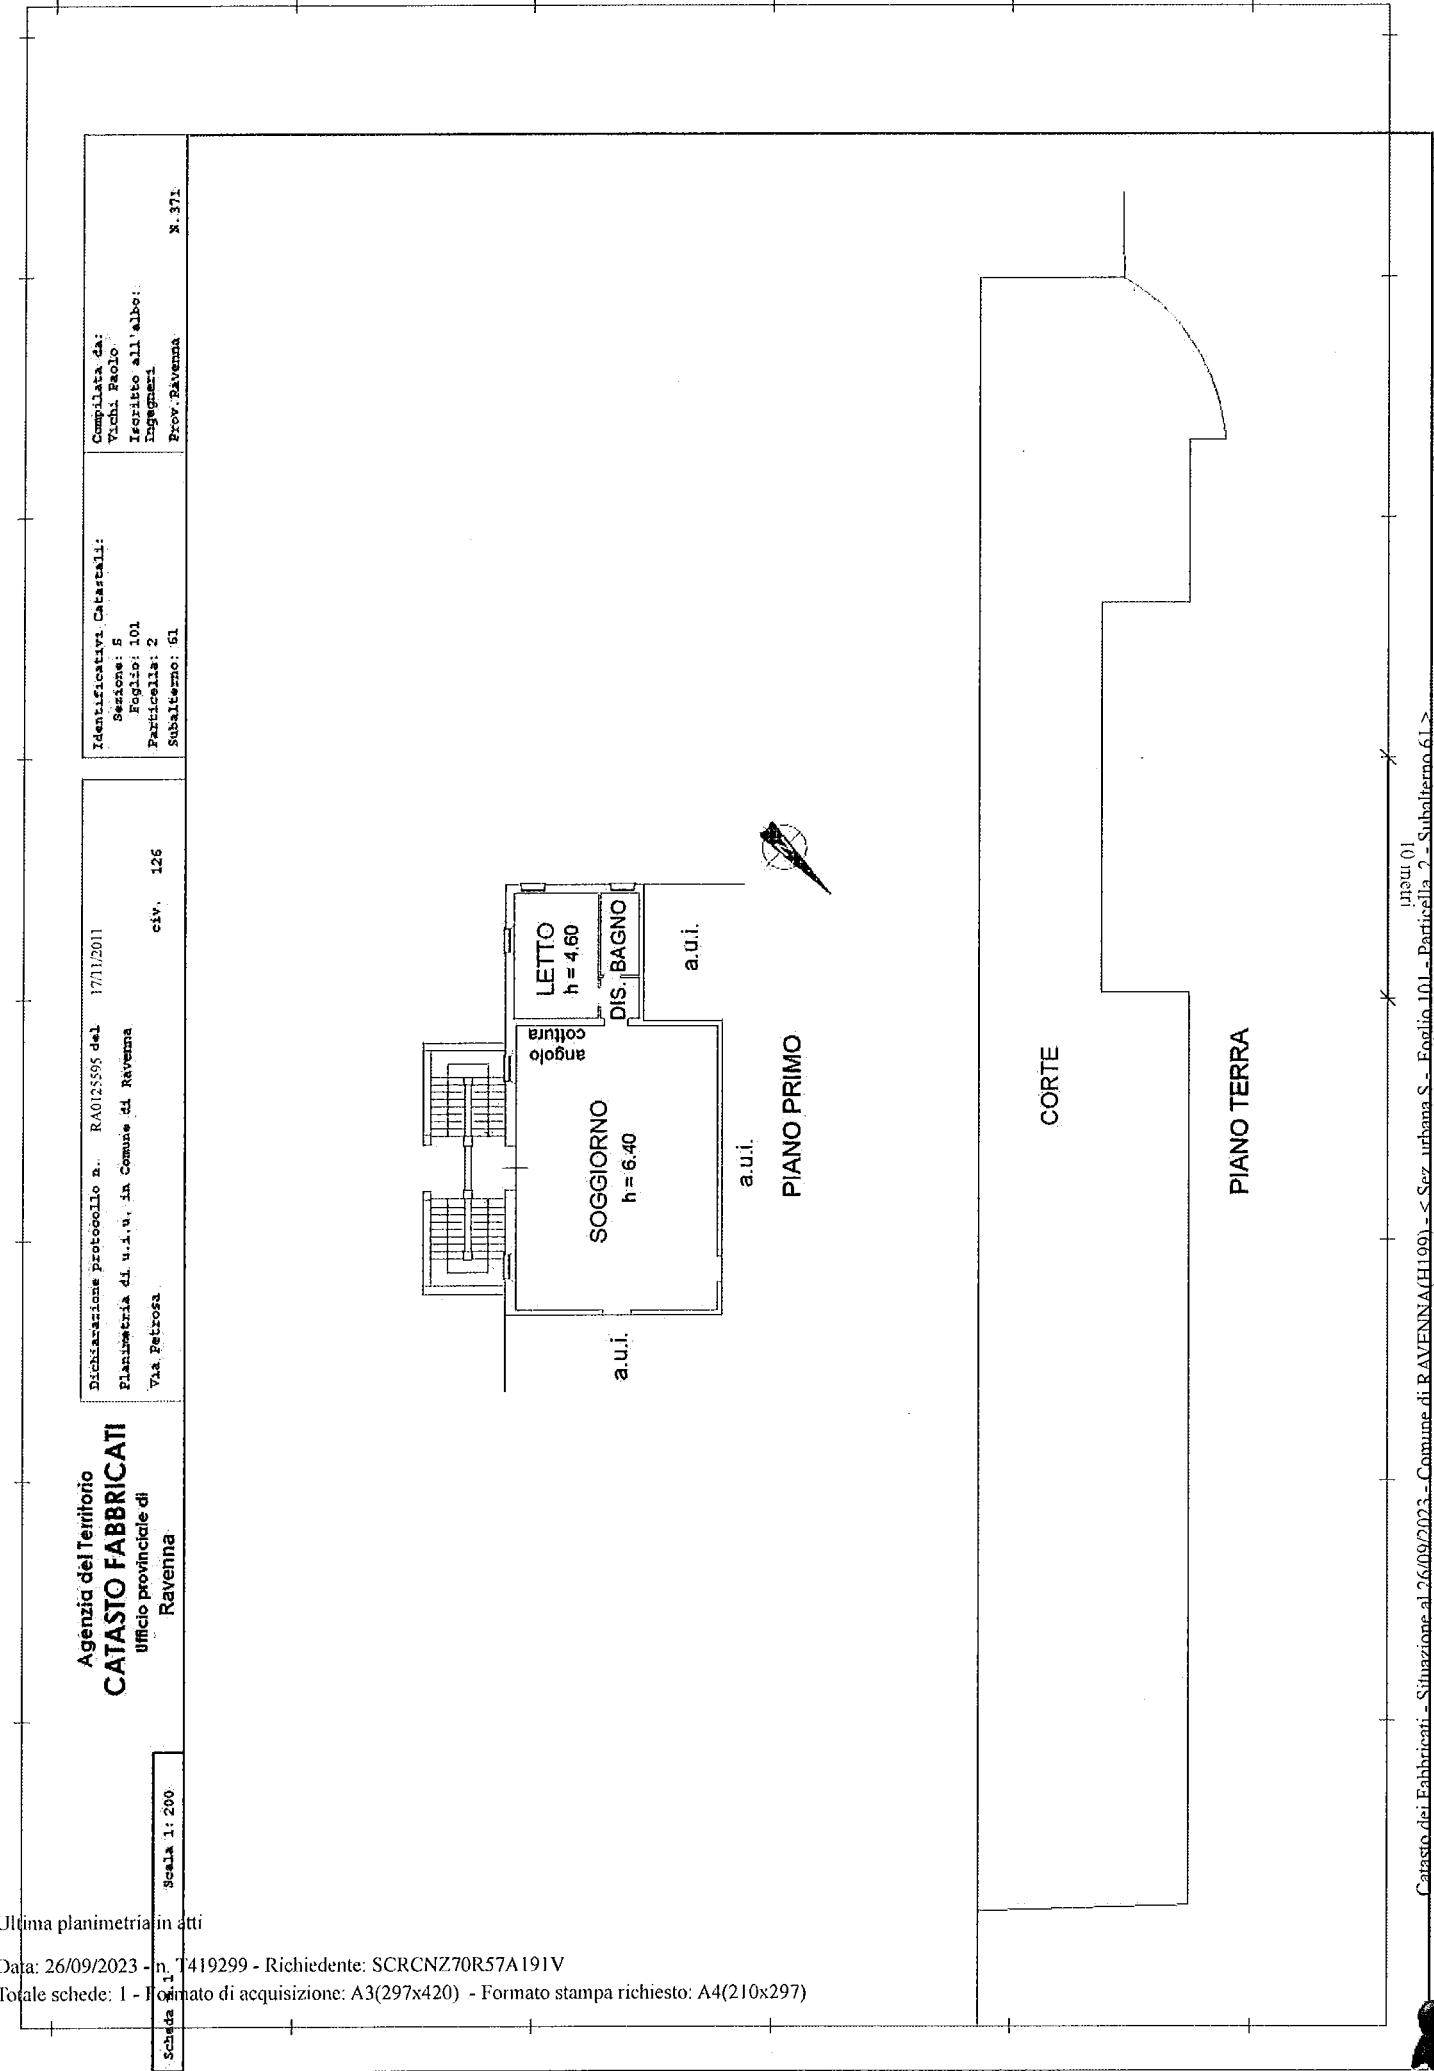 Agenzia del Territorio
CATASTO FABBRICATI
Ufficio provinciale di
Ravenna
Dichiarazione protocollo n. RA0125595 del 17/11/2011
Planimetria di u.i.u. in Comune di Ravenna
Via Petrosa civ. 126
Identificativi Catastali:
Sezione: S
Foglio: 101
Particella: 2
Subalterno: 61
Compilata da:
Vichi Paolo
Iscritto all'albo:
Ingegneri
Prov. Ravenna N. 371
Scheda n.1 Scala 1: 200
LETTO
h = 4.60
BAGNO
DIS.
angolo
cottura
SOGGIORNO
h = 6.40
a.u.i.
a.u.i.
a.u.i.
PIANO PRIMO
CORTE
PIANO TERRA
10 metri
Catasto dei Fabbricati - Situazione al 26/09/2023 - Comune di RAVENNA(H199) - < Sez. urbana S - Foglio 101 - Particella 2 - Subalterno 61 >
Ultima planimetria in atti
Data: 26/09/2023 - n. T419299 - Richiedente: SCRCNZ70R57A191V
Totale schede: 1 - Formato di acquisizione: A3(297x420) - Formato stampa richiesto: A4(210x297)